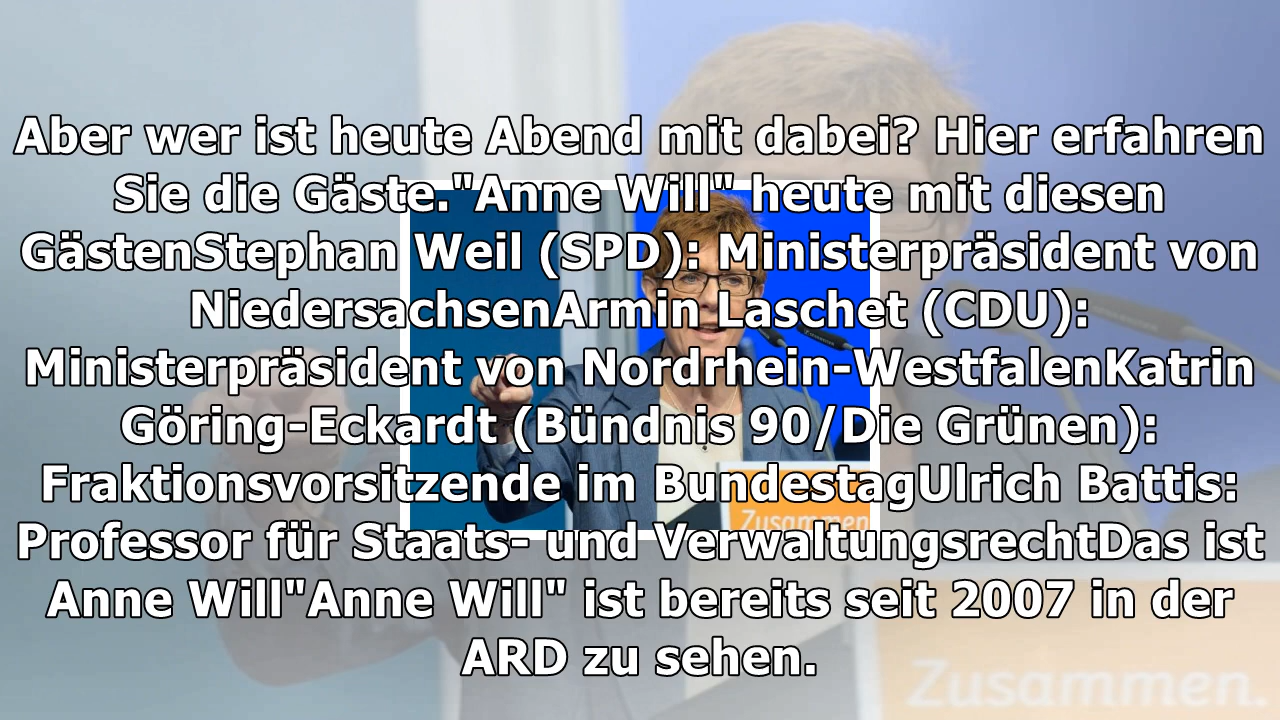 Aber wer ist heute Abend mit dabei? Hier erfahren
Sie die Gäste."Anne Will" heute mit diesen
GästenStephan Weil (SPD): Ministerpräsident von
NiedersachsenArmin Laschet (CDU):
Ministerpräsident von Nordrhein-WestfalenKatrin
Göring-Eckardt (Bündnis 90/Die Grünen):
Fraktionsvorsitzende im BundestagUlrich Battis:
Professor für Staats- und VerwaltungsrechtDas ist
Anne Will"Anne Will" ist bereits seit 2007 in der
ARD zu sehen.
Zusammen
Zusammen.